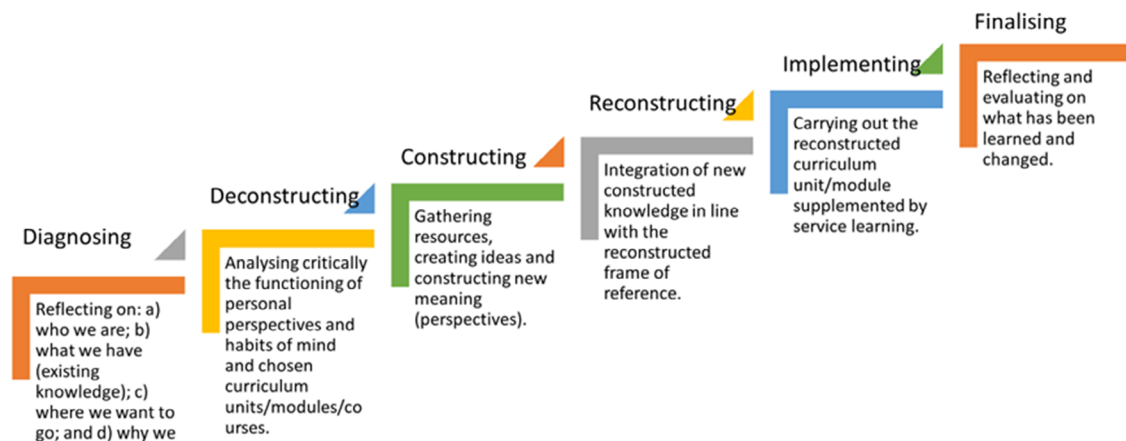 Diagnosing
Reflecting on: a)
who we are; b)
what we have
(existing
knowledge); c)
where we want to
go; and d) why we
Deconstructing
Analysing critically
the functioning of
personal
perspectives and
habits of mind
and chosen
curriculum
units/modules/co
urses.
Constructing
Gathering
resources,
creating ideas and
constructing new
meaning
(perspectives).
Reconstructing
Integration of new
constructed
knowledge in line
with the
reconstructed
frame of
reference.
Implementing
Carrying out the
reconstructed
curriculum
unit/module
supplemented by
service learning.
Finalising
Reflecting and
evaluating on
what has been
learned and
changed.